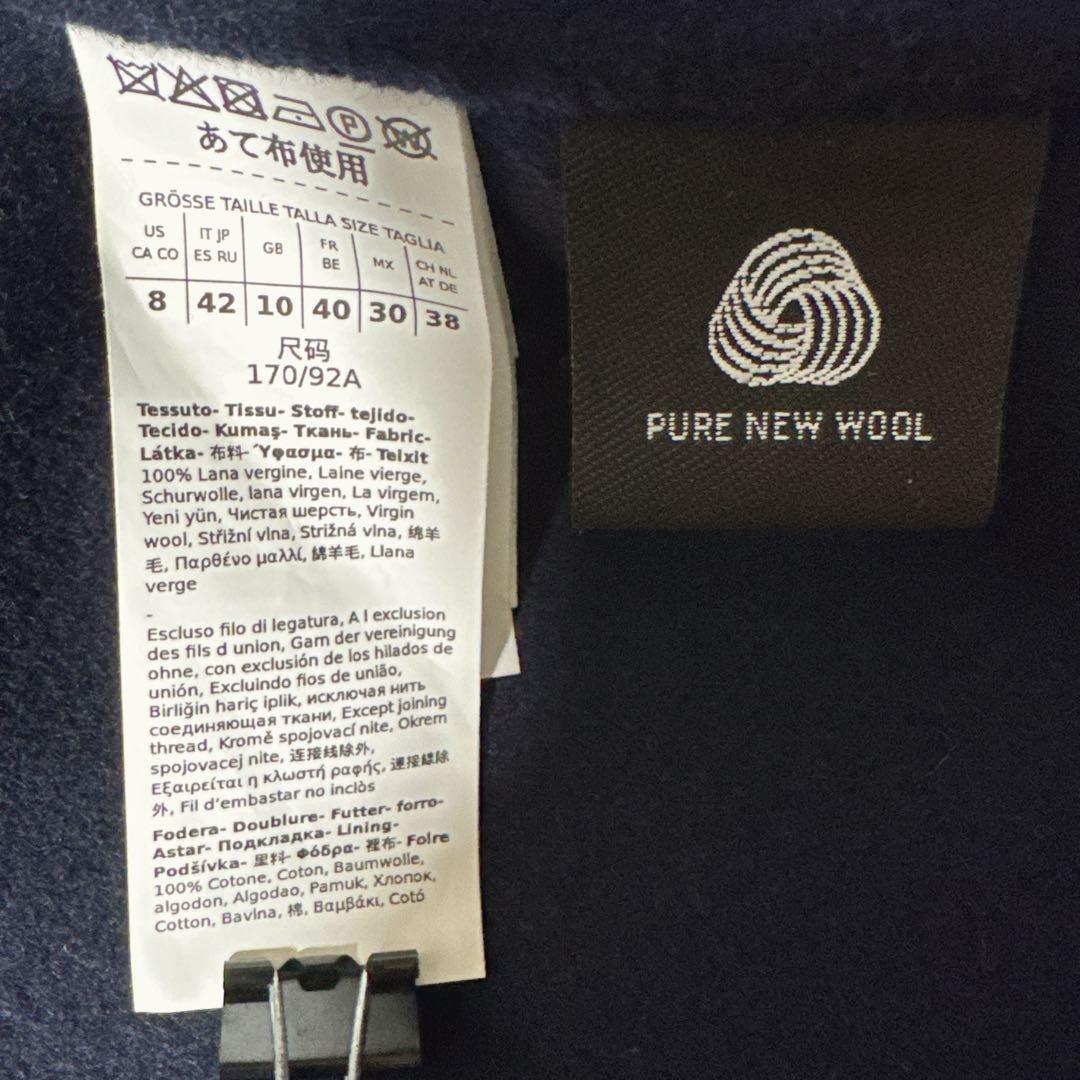 P W
あて布使用
GRÖSSE TAILLE TALLA SIZE TAGLIA
US CA CO
IT JP ES RU
GB
FR BE
MX
CH NL AT DE
8 42 10 40 30 38
尺码
170/92A
Tessuto- Tissu- Stoff- tejido-
Tecido- Kumaş- Ткань- Fabric-
Látka- 布料- Ύφασμα- 布- Teixit
100% Lana vergine, Laine vierge,
Schurwolle, lana virgen, La virgem,
Yeni yün, Чистая шерсть, Virgin
wool, Střižní vlna, Strižná vlna, 绵羊
毛, Παρθένο μαλλί, 綿羊毛, Llana
verge
-
Escluso filo di legatura, A l exclusion
des fils d union, Garn der vereinigung
ohne, con exclusión de los hilados de
unión, Excluindo fios de união,
Birliğin hariç iplik, исключая нить
соединяющая ткани, Except joining
thread, Kromě spojovací nite, Okrem
spojovacej nite, 连接线除外,
Εξαιρείται η κλωστή ραφής, 連接線除
外, Fil d'embastar no inclòs
Fodera- Doublure- Futter- forro-
Astar- Подкладка- Lining-
Podšívka- 里料- Φόδρα- 裡布- Folre
100% Cotone, Coton, Baumwolle,
algodon, Algodao, Pamuk, Хлопок,
Cotton, Bavlna, 棉, Βαμβάκι, Cotó
PURE NEW WOOL